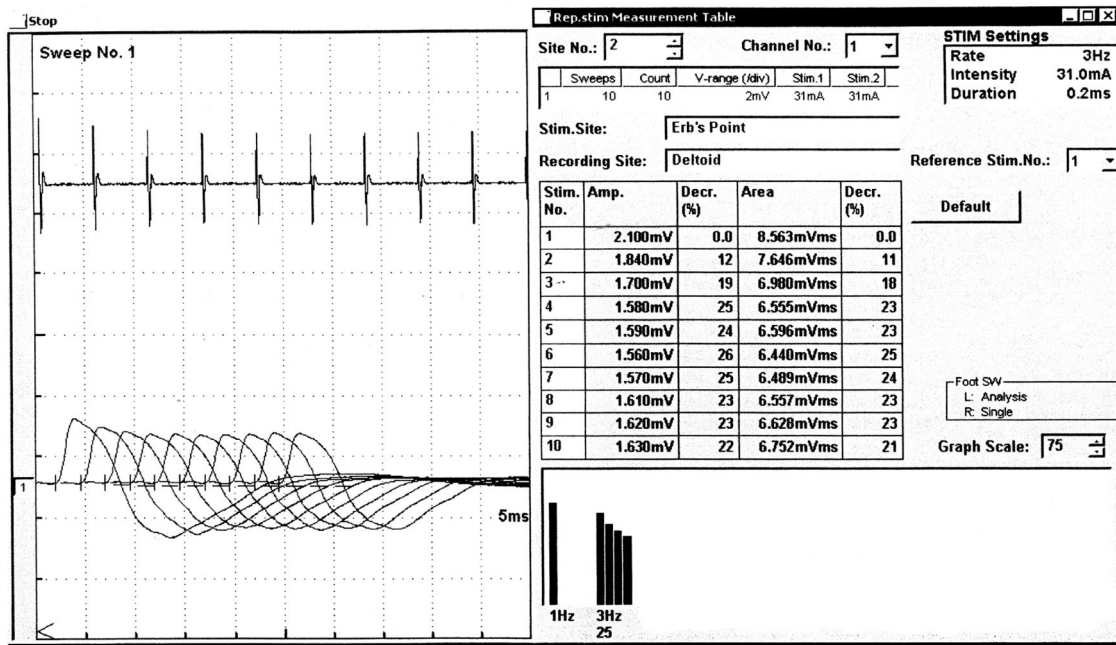 Stop
Sweep No. 1
1
5ms
Rep.stim Measurement Table
Site No.: 2 Channel No.: 1
Sweeps Count V-range (/div) Stim.1 Stim.2
1 10 10 2mV 31mA 31mA
STIM Settings
Rate 3Hz
Intensity 31.0mA
Duration 0.2ms
Stim.Site: Erb's Point
Recording Site: Deltoid
Reference Stim.No.: 1
Default
Stim. No. Amp. Decr. (%) Area Decr. (%)
1 2.100mV 0.0 8.563mVms 0.0
2 1.840mV 12 7.646mVms 11
3 1.700mV 19 6.980mVms 18
4 1.580mV 25 6.555mVms 23
5 1.590mV 24 6.596mVms 23
6 1.560mV 26 6.440mVms 25
7 1.570mV 25 6.489mVms 24
8 1.610mV 23 6.557mVms 23
9 1.620mV 23 6.628mVms 23
10 1.630mV 22 6.752mVms 21
Foot SW
L: Analysis
R: Single
Graph Scale: 75
1Hz 3Hz
25